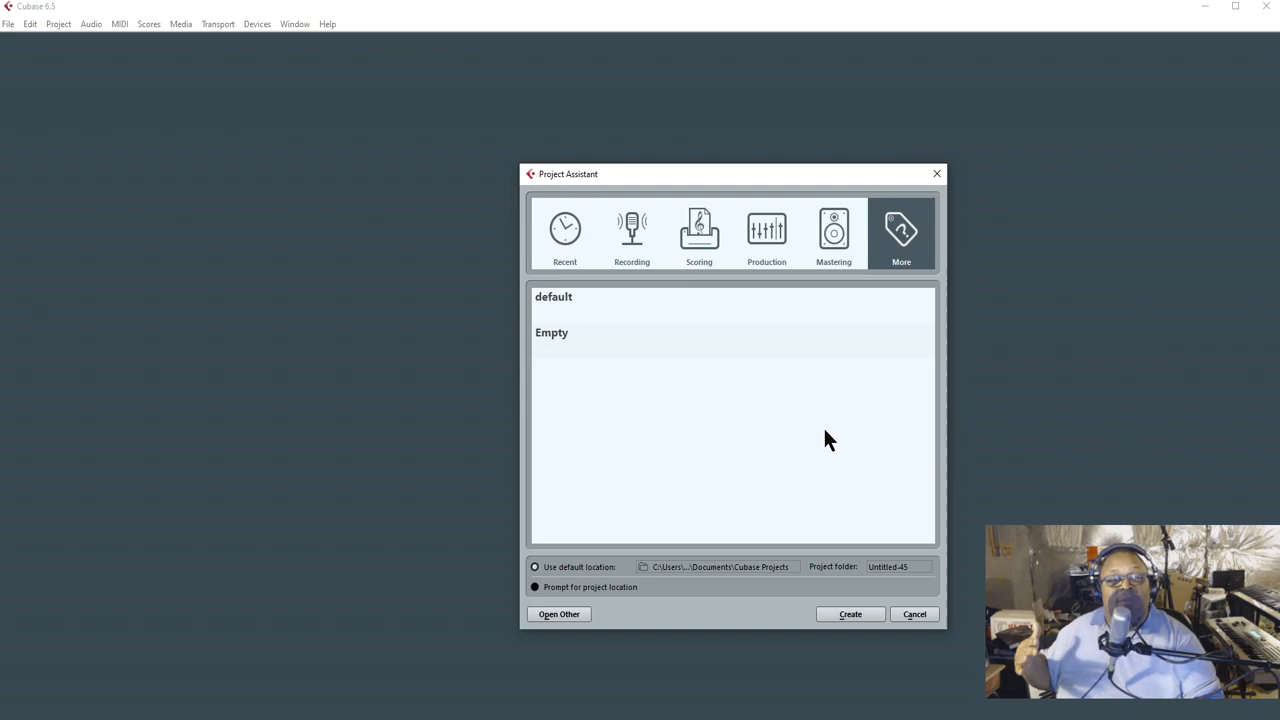 Cubase 6.5
File Edit Project Audio MIDI Scores Media Transport Devices Window Help
Project Assistant
Recent Recording Scoring Production Mastering More
default
Empty
Use default location: C:\Users\...\Documents\Cubase Projects Project folder: Untitled-45
Prompt for project location
Open Other Create Cancel